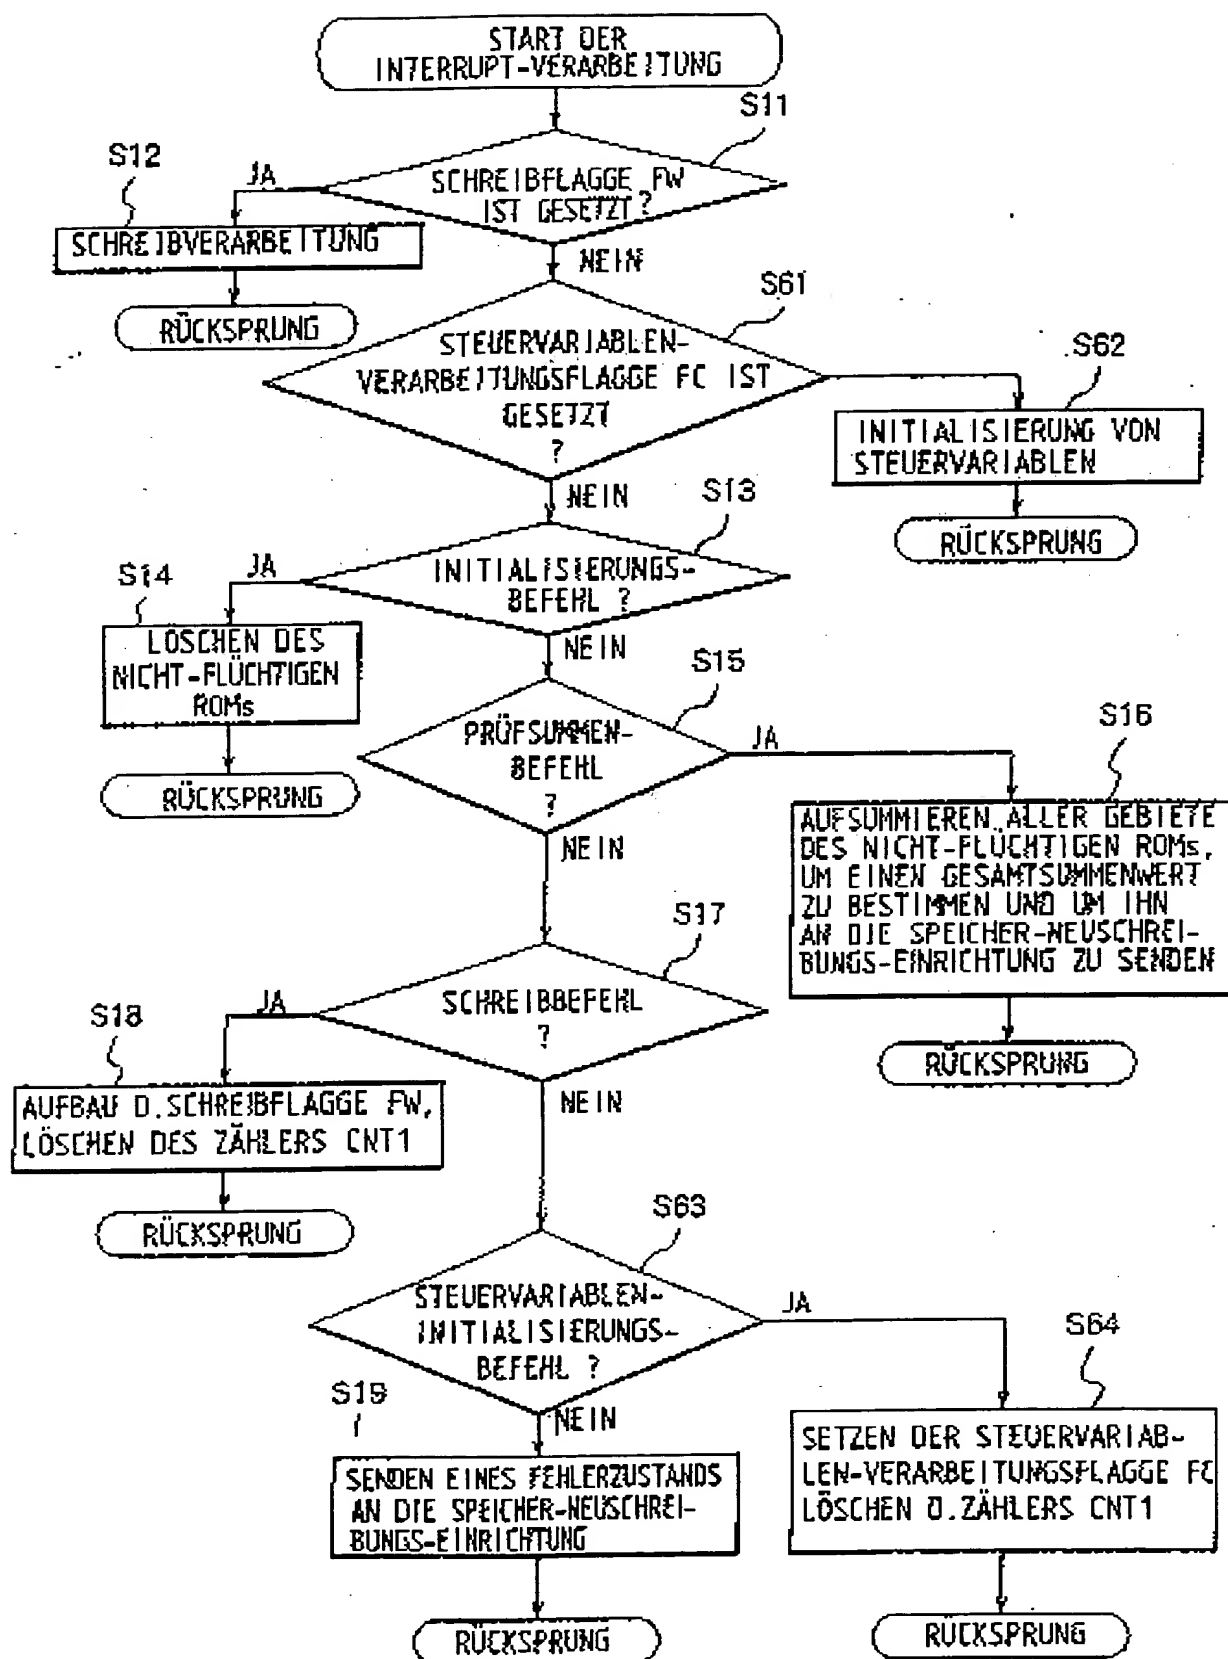 START DER
INTERRUPT-VERARBEITUNG
S11
SCHREIBFLAGGE FW
IST GESETZT?
JA
S12
SCHREIBVERARBEITUNG
RÜCKSPRUNG
NEIN
S61
STEUERVARIABLEN-
VERARBEITUNGSFLAGGE FC IST
GESETZT
?
S62
INITIALISIERUNG VON
STEUERVARIABLEN
RÜCKSPRUNG
NEIN
S13
INITIALISIERUNGS-
BEFEHL ?
JA
S14
LÖSCHEN DES
NICHT-FLÜCHTIGEN
ROMs
RÜCKSPRUNG
NEIN
S15
PRÜFSUMMEN-
BEFEHL
?
JA
S16
AUFSUMMIEREN ALLER GEBIETE
DES NICHT-FLÜCHTIGEN ROMs,
UM EINEN GESAMTSUMMENWERT
ZU BESTIMMEN UND UM IHN
AN DIE SPEICHER-NEUSCHREI-
BUNGS-EINRICHTUNG ZU SENDEN
RÜCKSPRUNG
NEIN
S17
SCHREIBBEFEHL
?
JA
S18
AUFBAU D.SCHREIBFLAGGE FW,
LÖSCHEN DES ZÄHLERS CNT1
RÜCKSPRUNG
NEIN
S63
STEUERVARIABLEN-
INITIALISIERUNGS-
BEFEHL ?
JA
S64
SETZEN DER STEUERVARIAB-
LEN-VERARBEITUNGSFLAGGE FC
LÖSCHEN D.ZÄHLERS CNT1
RÜCKSPRUNG
NEIN
S19
SENDEN EINES FEHLERZUSTANDS
AN DIE SPEICHER-NEUSCHREI-
BUNGS-EINRICHTUNG
RÜCKSPRUNG